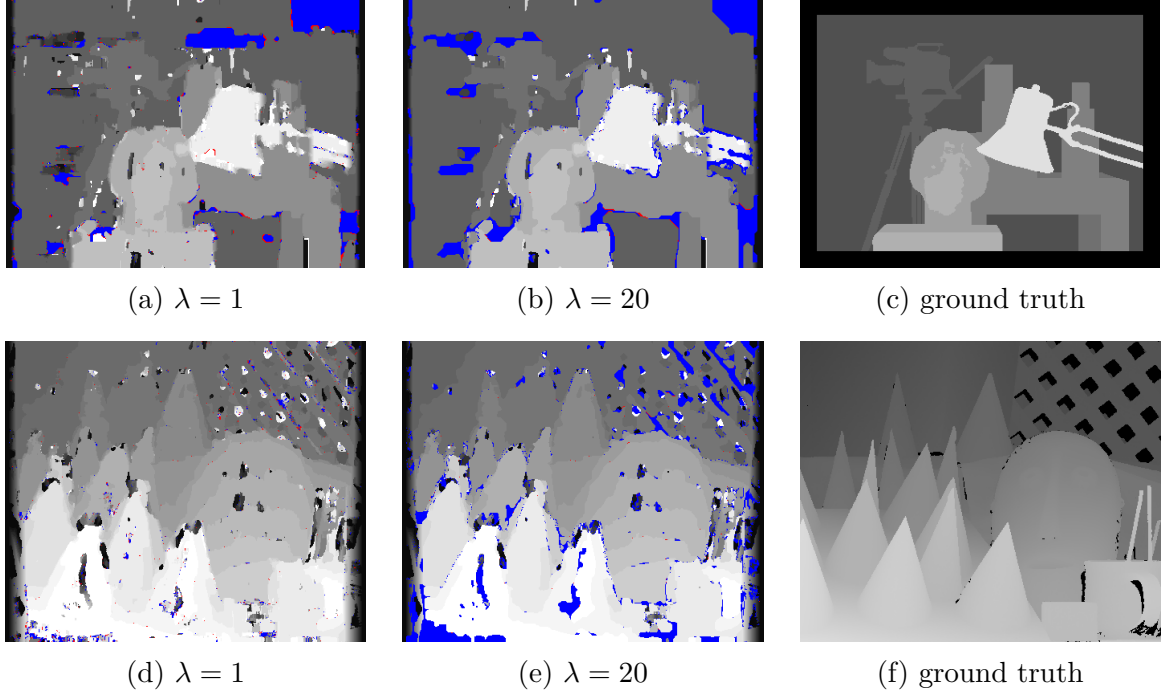 (a) λ = 1
(b) λ = 20
(c) ground truth
(d) λ = 1
(e) λ = 20
(f) ground truth